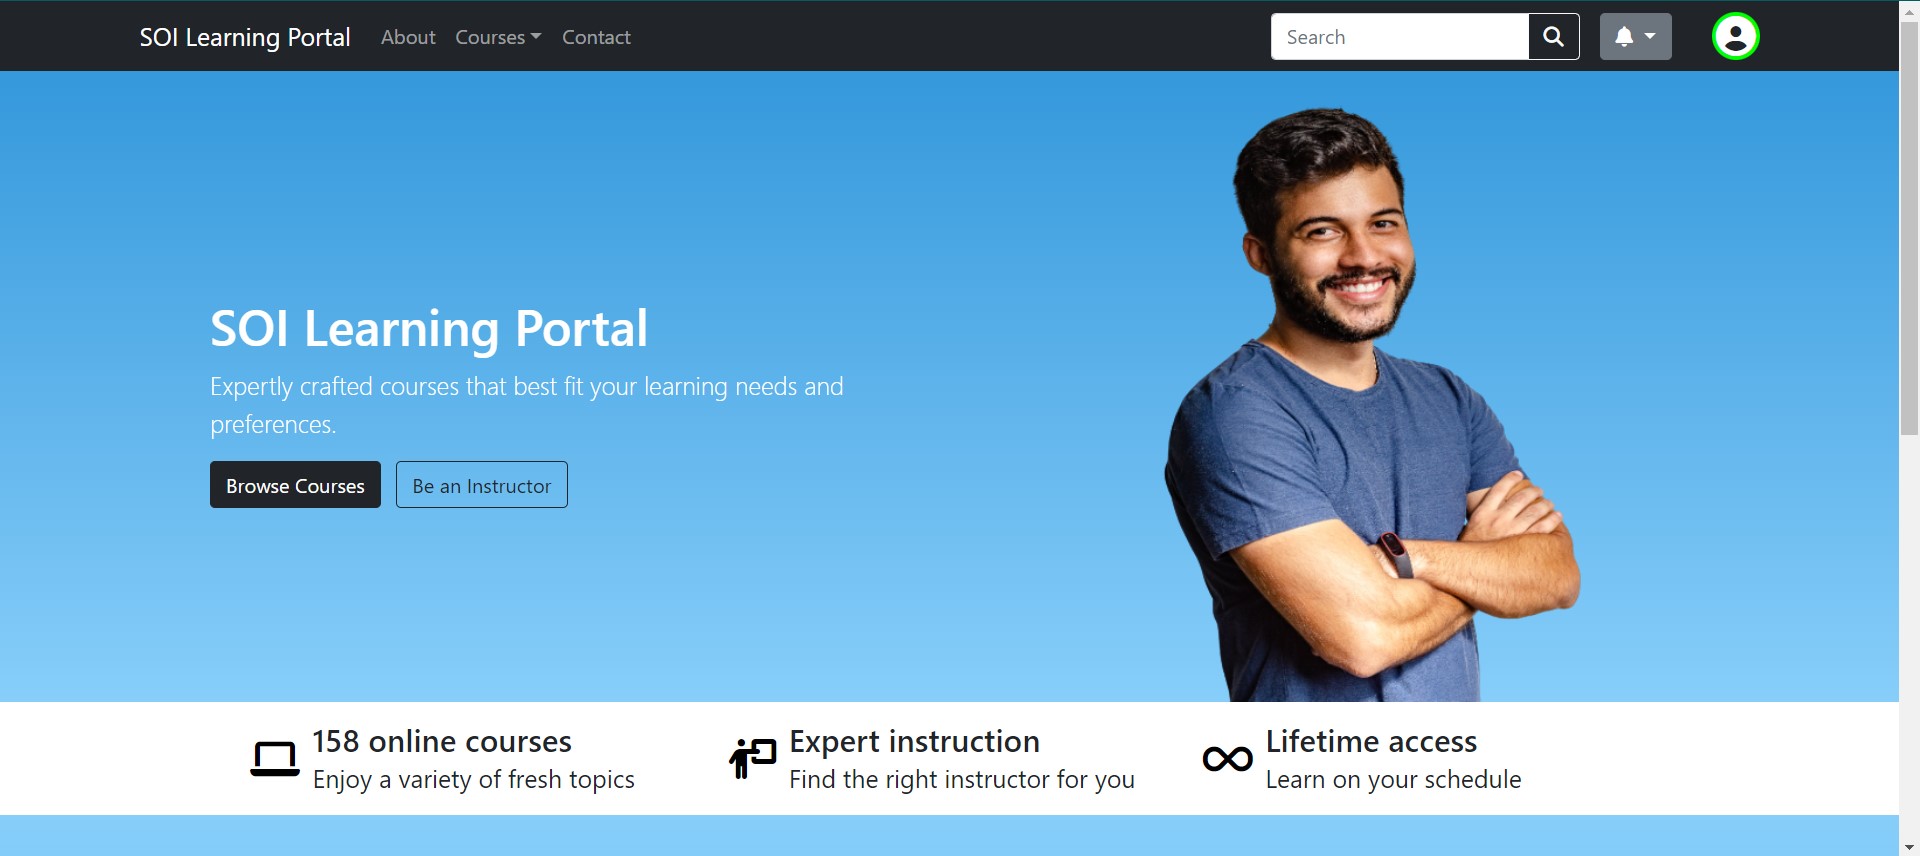 SOI Learning Portal
About
Courses
Contact
Search
SOI Learning Portal
Expertly crafted courses that best fit your learning needs and
preferences.
Browse Courses
Be an Instructor
158 online courses
Enjoy a variety of fresh topics
Expert instruction
Find the right instructor for you
Lifetime access
Learn on your schedule